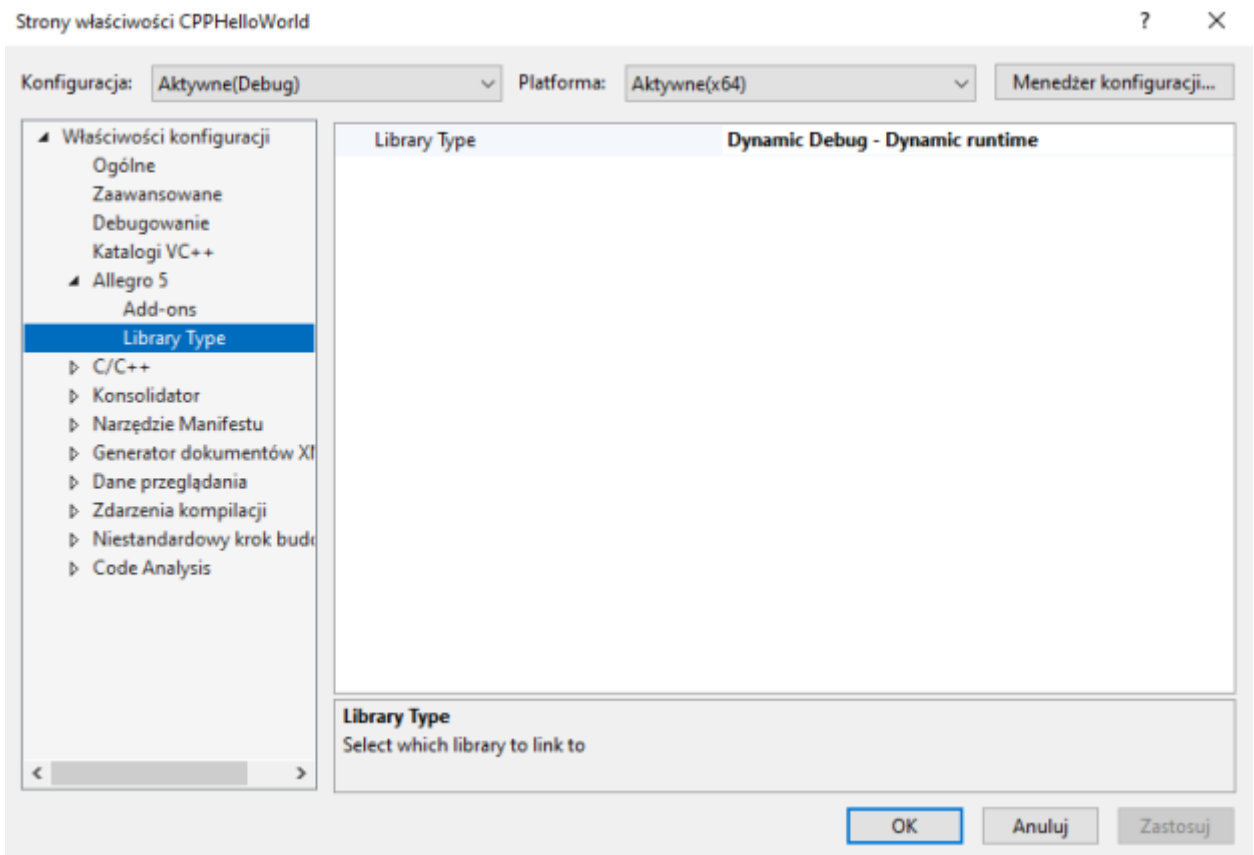 Strony właściwości CPPHelloWorld
Konfiguracja: Aktywne(Debug) Platforma: Aktywne(x64) Menedżer konfiguracji...
Właściwości konfiguracji
Ogólne
Zaawansowane
Debugowanie
Katalogi VC++
Allegro 5
Add-ons
Library Type
C/C++
Konsolidator
Narzędzie Manifestu
Generator dokumentów XM
Dane przeglądania
Zdarzenia kompilacji
Niestandardowy krok budo
Code Analysis
Library Type Dynamic Debug - Dynamic runtime
Library Type
Select which library to link to
OK Anuluj Zastosuj